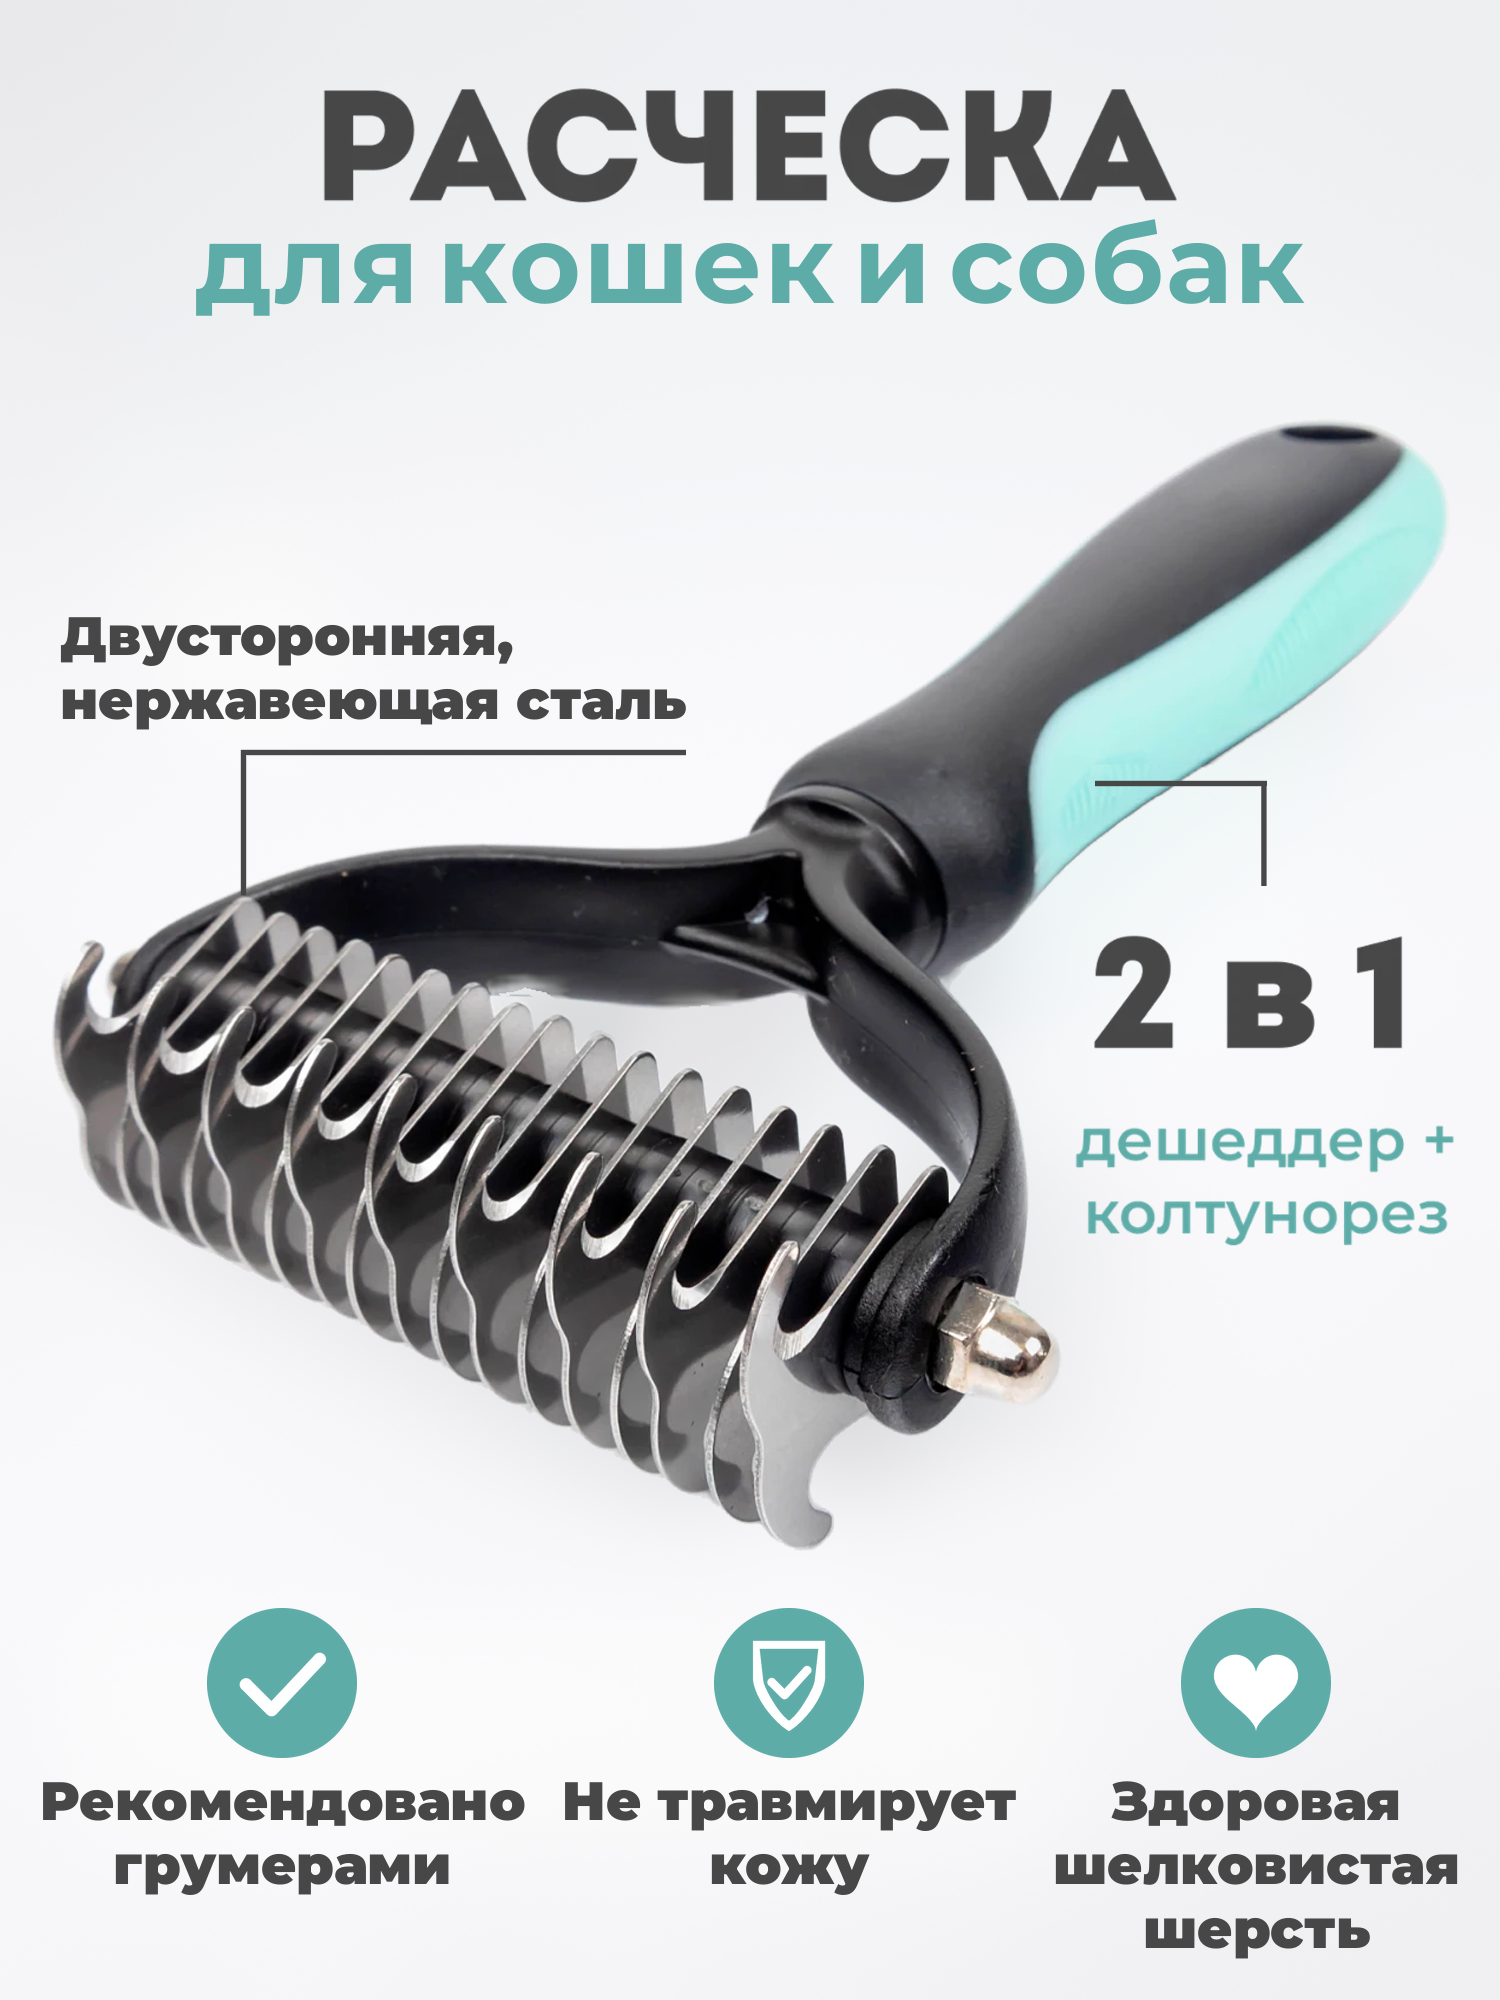 РАСЧЕСКА
для кошек и собак
Двусторонняя,
нержавеющая сталь
2 в 1
дешеддер +
колтунорез
Рекомендовано
грумерами
Не травмирует
кожу
Здоровая
шелковистая
шерсть